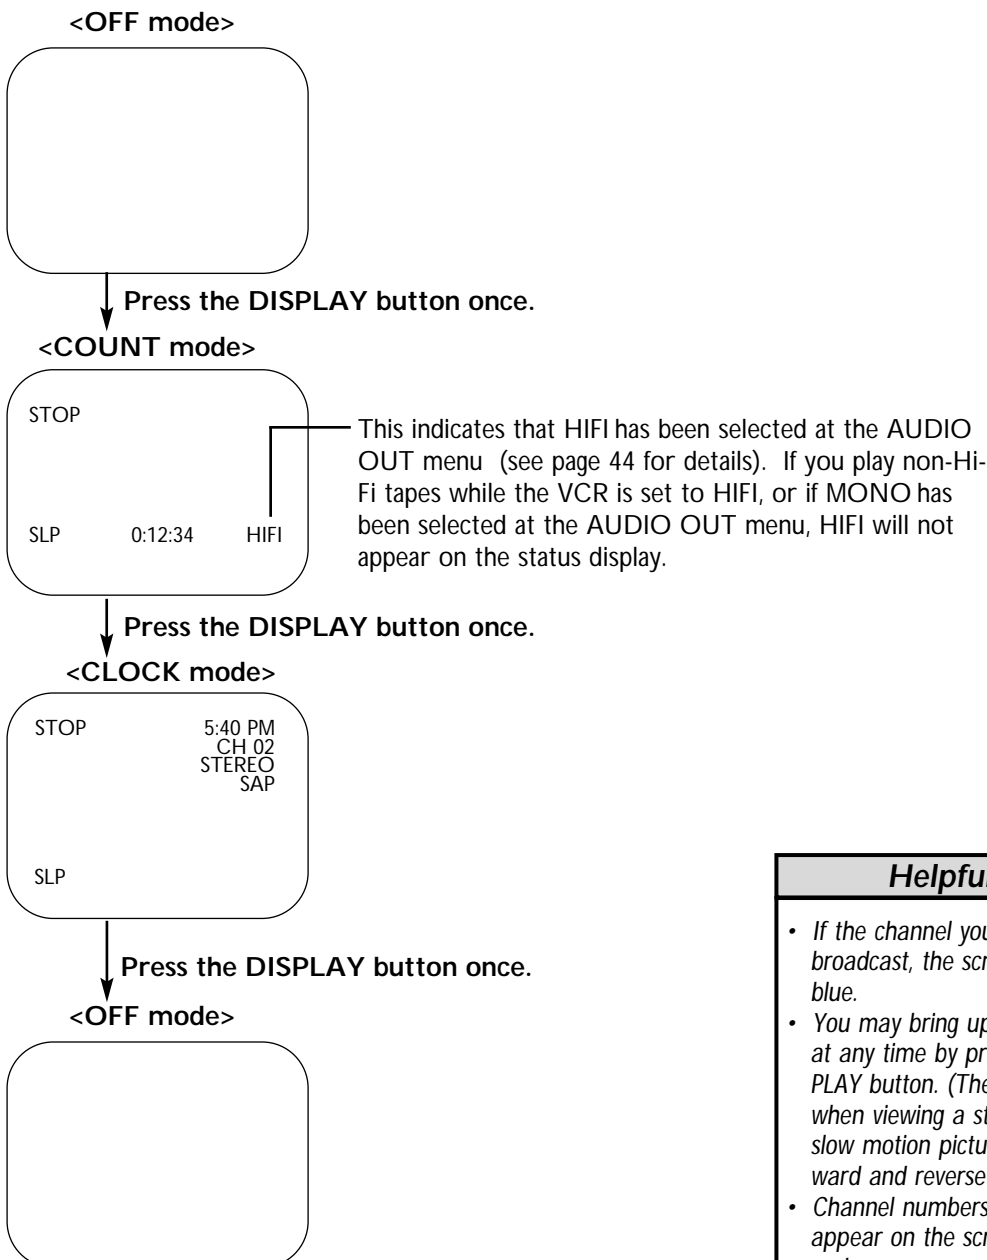 <OFF mode>
Press the DISPLAY button once.
<COUNT mode>
STOP
SLP 0:12:34 HIFI
This indicates that HIFI has been selected at the AUDIO
OUT menu (see page 44 for details). If you play non-Hi-
Fi tapes while the VCR is set to HIFI, or if MONO has
been selected at the AUDIO OUT menu, HIFI will not
appear on the status display.
Press the DISPLAY button once.
<CLOCK mode>
STOP 5:40 PM
CH 02
STEREO
SAP
SLP
Press the DISPLAY button once.
<OFF mode>
Helpful
• If the channel you
broadcast, the scr
blue.
• You may bring up
at any time by pr
PLAY button. (The
when viewing a st
slow motion pictu
ward and reverse
• Channel numbers
appear on the scr